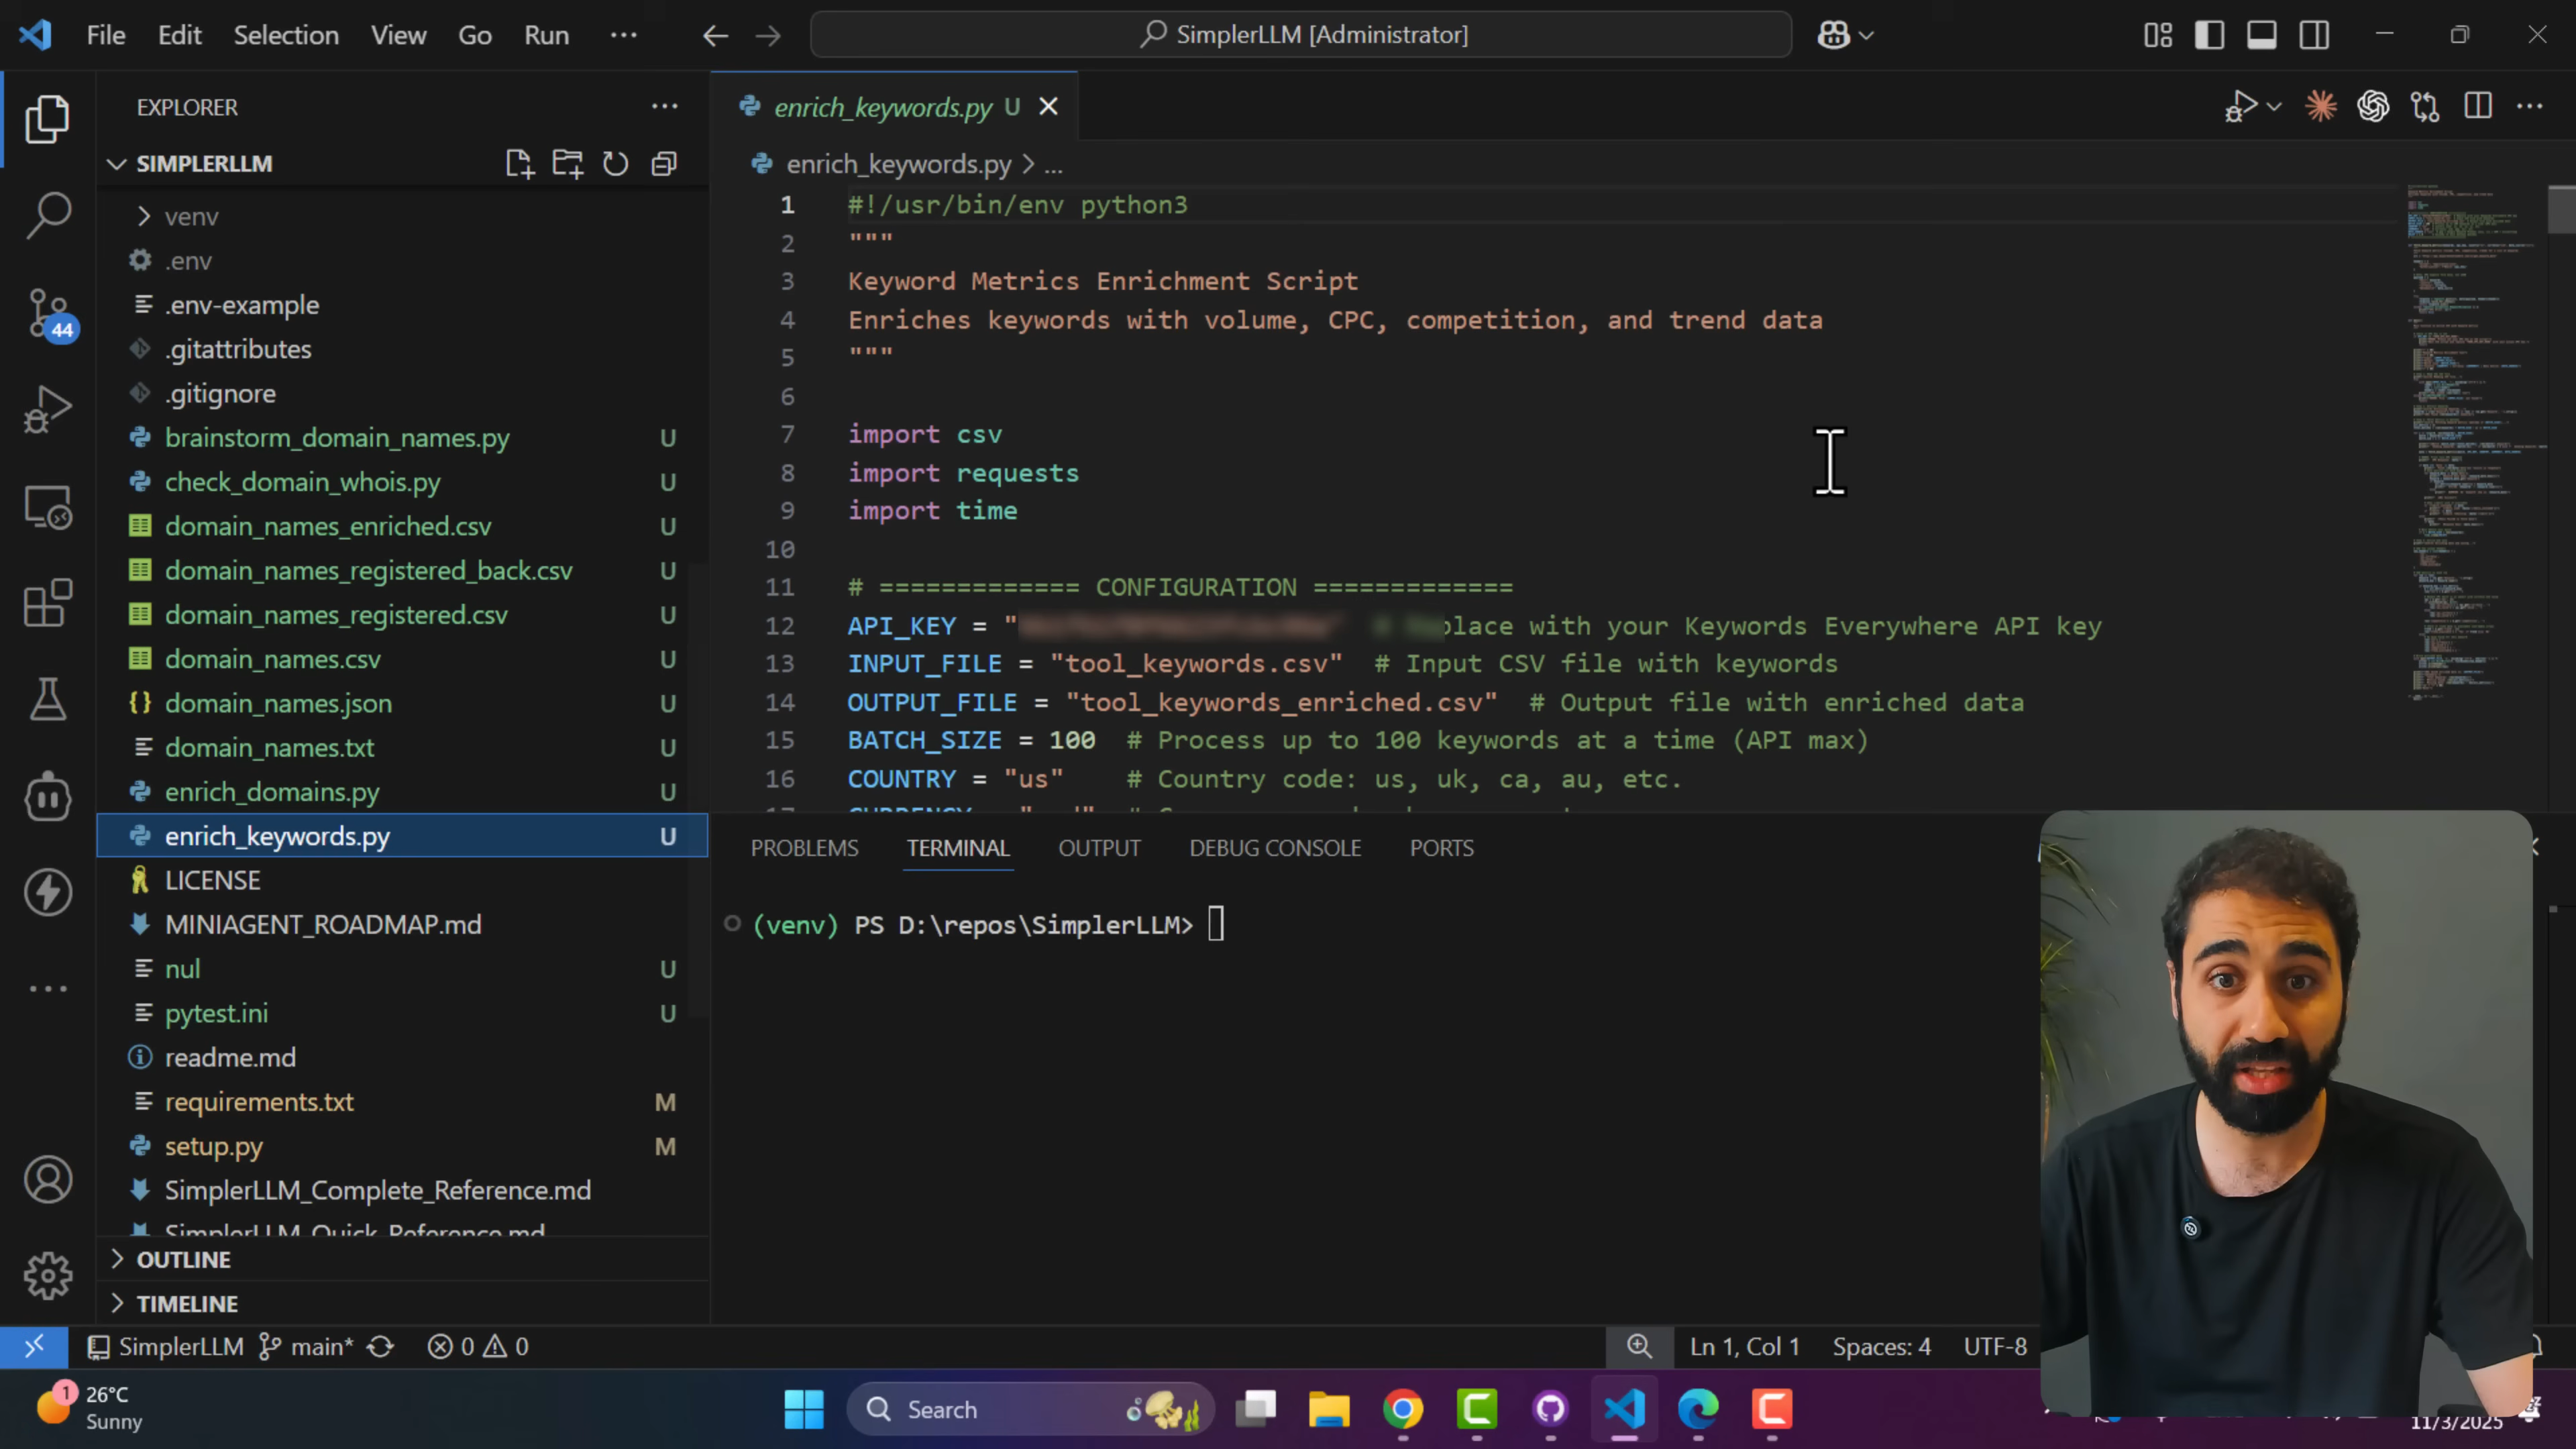 File Edit Selection View Go Run ...
SimplerLLM [Administrator]
EXPLORER
SIMPLERLLM
venv
.env
.env-example
.gitattributes
.gitignore
brainstorm_domain_names.py U
check_domain_whois.py U
domain_names_enriched.csv U
domain_names_registered_back.csv U
domain_names_registered.csv U
domain_names.csv U
domain_names.json U
domain_names.txt U
enrich_domains.py U
enrich_keywords.py U
LICENSE
MINIAGENT_ROADMAP.md
nul U
pytest.ini U
readme.md
requirements.txt M
setup.py M
SimplerLLM_Complete_Reference.md
SimplerLLM_Quick_Reference.md
OUTLINE
TIMELINE
44
enrich_keywords.py U
enrich_keywords.py > ...
1 #!/usr/bin/env python3
2 """
3 Keyword Metrics Enrichment Script
4 Enriches keywords with volume, CPC, competition, and trend data
5 """
6
7 import csv
8 import requests
9 import time
10
11 # ============= CONFIGURATION =============
12 API_KEY = " place with your Keywords Everywhere API key
13 INPUT_FILE = "tool_keywords.csv" # Input CSV file with keywords
14 OUTPUT_FILE = "tool_keywords_enriched.csv" # Output file with enriched data
15 BATCH_SIZE = 100 # Process up to 100 keywords at a time (API max)
16 COUNTRY = "us" # Country code: us, uk, ca, au, etc.
PROBLEMS TERMINAL OUTPUT DEBUG CONSOLE PORTS
(venv) PS D:\repos\SimplerLLM>
SimplerLLM main* 0 0
Ln 1, Col 1 Spaces: 4 UTF-8
1 26°C
Sunny
Search
11/3/2025